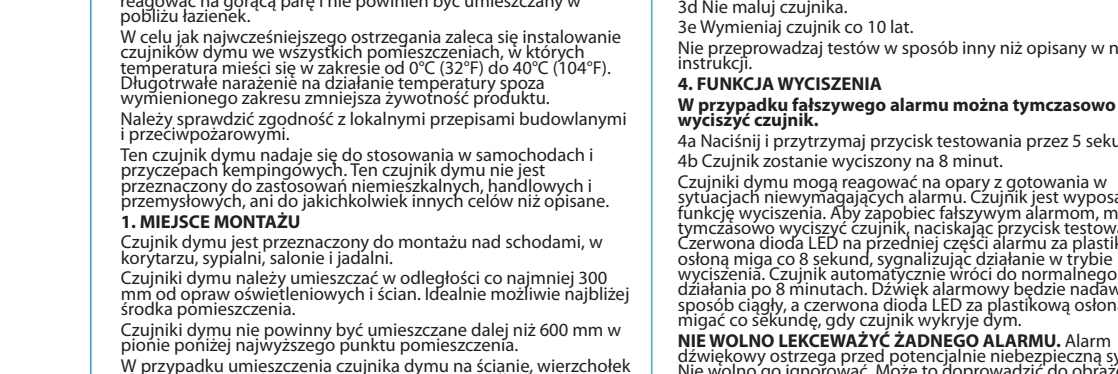 reagować na gorącą parę i nie powinien być umieszczany w
pobliżu łazienek.
W celu jak najwcześniejszego ostrzegania zaleca się instalowanie
czujników dymu we wszystkich pomieszczeniach, w których
temperatura mieści się w zakresie od 0°C (32°F) do 40°C (104°F).
Długotrwałe narażenie na działanie temperatury spoza
wymienionego zakresu zmniejsza żywotność produktu.
Należy sprawdzić zgodność z lokalnymi przepisami budowlanymi
i przeciwpożarowymi.
Ten czujnik dymu nadaje się do stosowania w samochodach i
przyczepach kempingowych. Ten czujnik dymu nie jest
przeznaczony do zastosowań niemieszkalnych, handlowych i
przemysłowych, ani do jakichkolwiek innych celów niż opisane.
1. MIEJSCE MONTAŻU
Czujnik dymu jest przeznaczony do montażu nad schodami, w
korytarzu, sypialni, salonie i jadalni.
Czujniki dymu należy umieszczać w odległości co najmniej 300
mm od opraw oświetleniowych i ścian. Idealnie możliwie najbliżej
środka pomieszczenia.
Czujniki dymu nie powinny być umieszczane dalej niż 600 mm w
pionie poniżej najwyższego punktu pomieszczenia.
W przypadku umieszczenia czujnika dymu na ścianie, wierzchołek
3d Nie maluj czujnika.
3e Wymieniaj czujnik co 10 lat.
Nie przeprowadzaj testów w sposób inny niż opisany w n
instrukcji.
4. FUNKCJA WYCISZENIA
W przypadku fałszywego alarmu można tymczasowo
wyciszyć czujnik.
4a Naciśnij i przytrzymaj przycisk testowania przez 5 seku
4b Czujnik zostanie wyciszony na 8 minut.
Czujniki dymu mogą reagować na opary z gotowania w
sytuacjach niewymagających alarmu. Czujnik jest wyposa
funkcję wyciszenia. Aby zapobiec fałszywym alarmom, m
tymczasowo wyciszyć czujnik, naciskając przycisk testowa
Czerwona dioda LED na przedniej części alarmu za plastik
osłoną miga co 8 sekund, sygnalizując działanie w trybie
wyciszenia. Czujnik automatycznie wróci do normalnego
działania po 8 minutach. Dźwięk alarmowy będzie nadaw
sposób ciągły, a czerwona dioda LED za plastikową osłoną
migać co sekundę, gdy czujnik wykryje dym.
NIE WOLNO LEKCEWAŻYĆ ŻADNEGO ALARMU. Alarm
dźwiękowy ostrzega przed potencjalnie niebezpieczną sy
Nie wolno go ignorować. Może to doprowadzić do obraż